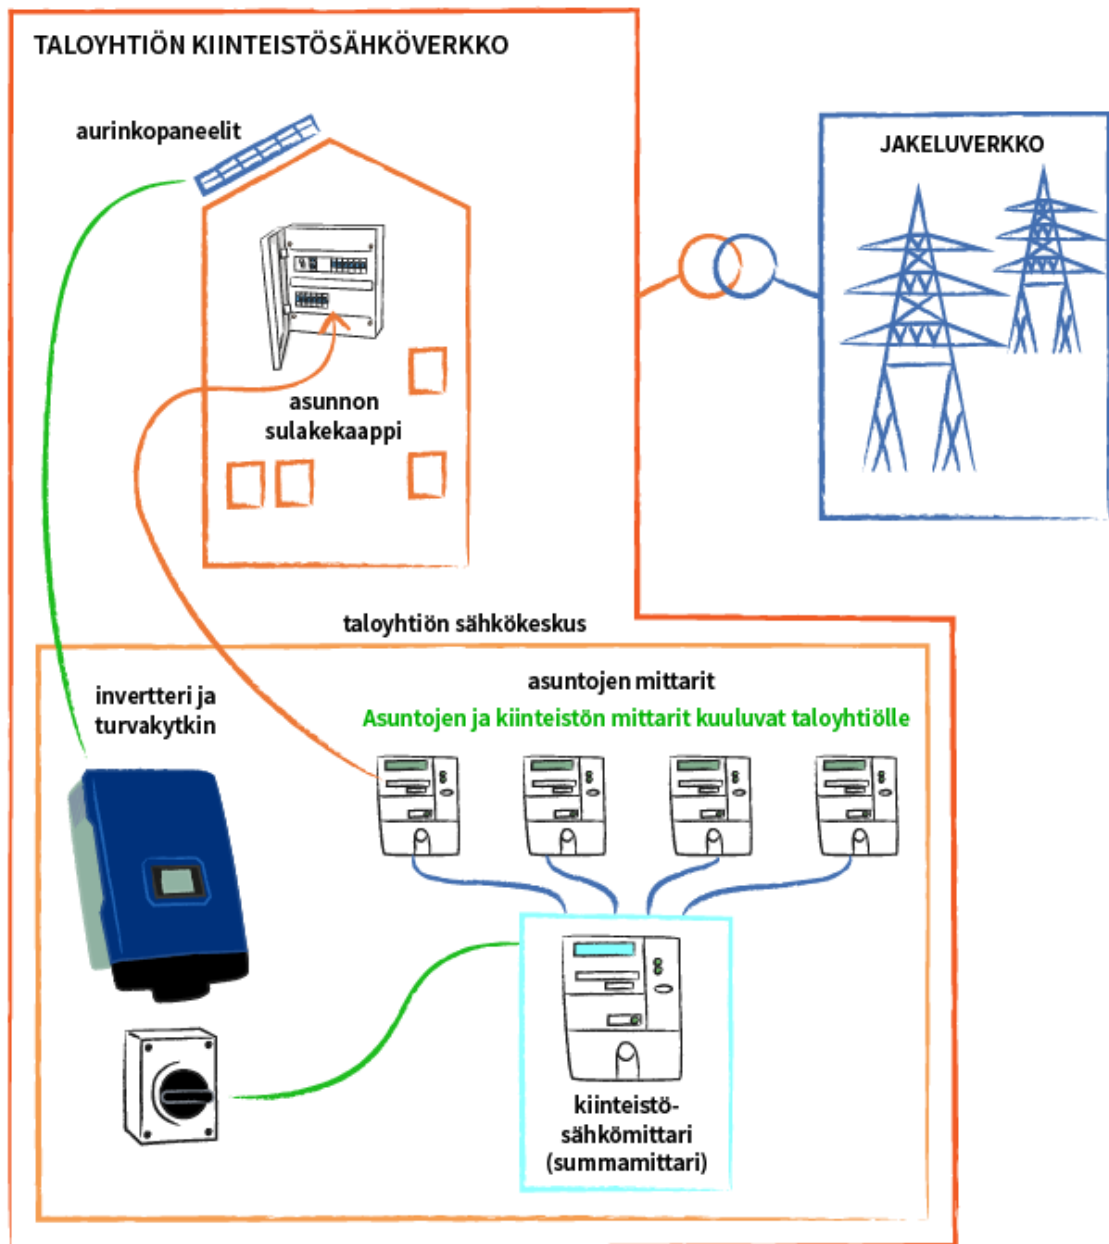 TALOYHTIÖN KIINTEISTÖSÄHKÖVERKKO
aurinkopaneelit
JAKELUVERKKO
asunnon
sulakekaappi
taloyhtiön sähkökeskus
invertteri ja
turvakytkin
asuntojen mittarit
Asuntojen ja kiinteistön mittarit kuuluvat taloyhtiölle
kiinteistö-
sähkömittari
(summamittari)